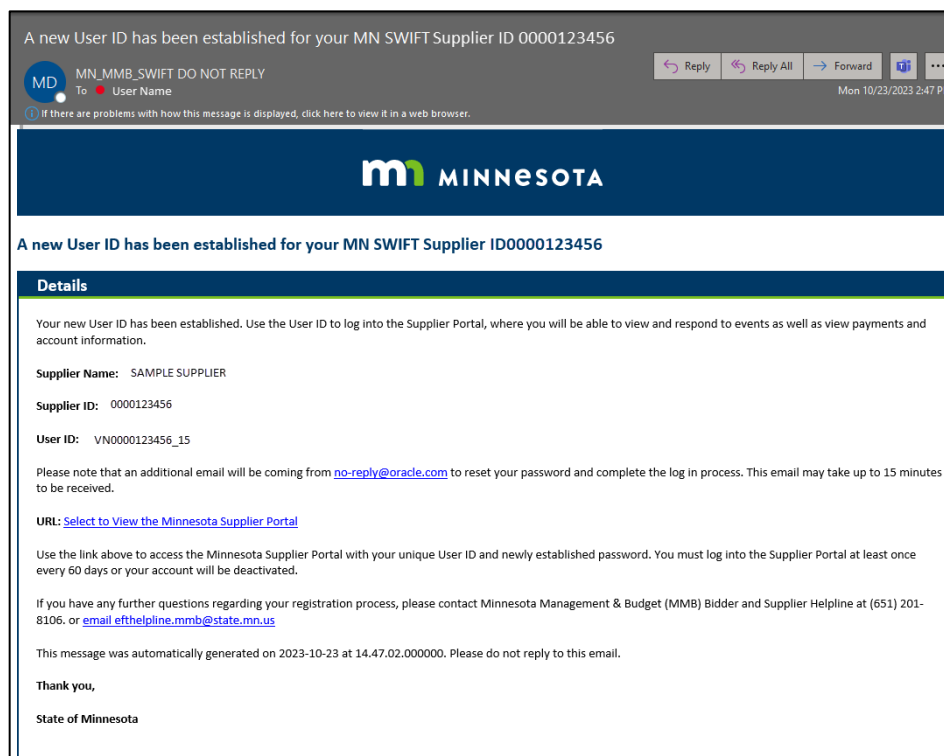 A new User ID has been established for your MN SWIFT Supplier ID 0000123456
Reply Reply All Forward
MD MN_MMB_SWIFT DO NOT REPLY
To User Name
Mon 10/23/2023 2:47 P
If there are problems with how this message is displayed, click here to view it in a web browser.
mn MINNESOTA
A new User ID has been established for your MN SWIFT Supplier ID0000123456
Details
Your new User ID has been established. Use the User ID to log into the Supplier Portal, where you will be able to view and respond to events as well as view payments and
account information.
Supplier Name: SAMPLE SUPPLIER
Supplier ID: 0000123456
User ID: VN0000123456_15
Please note that an additional email will be coming from no-reply@oracle.com to reset your password and complete the log in process. This email may take up to 15 minutes
to be received.
URL: Select to View the Minnesota Supplier Portal
Use the link above to access the Minnesota Supplier Portal with your unique User ID and newly established password. You must log into the Supplier Portal at least once
every 60 days or your account will be deactivated.
If you have any further questions regarding your registration process, please contact Minnesota Management & Budget (MMB) Bidder and Supplier Helpline at (651) 201-
8106. or email efthelpline.mmb@state.mn.us
This message was automatically generated on 2023-10-23 at 14.47.02.000000. Please do not reply to this email.
Thank you,
State of Minnesota